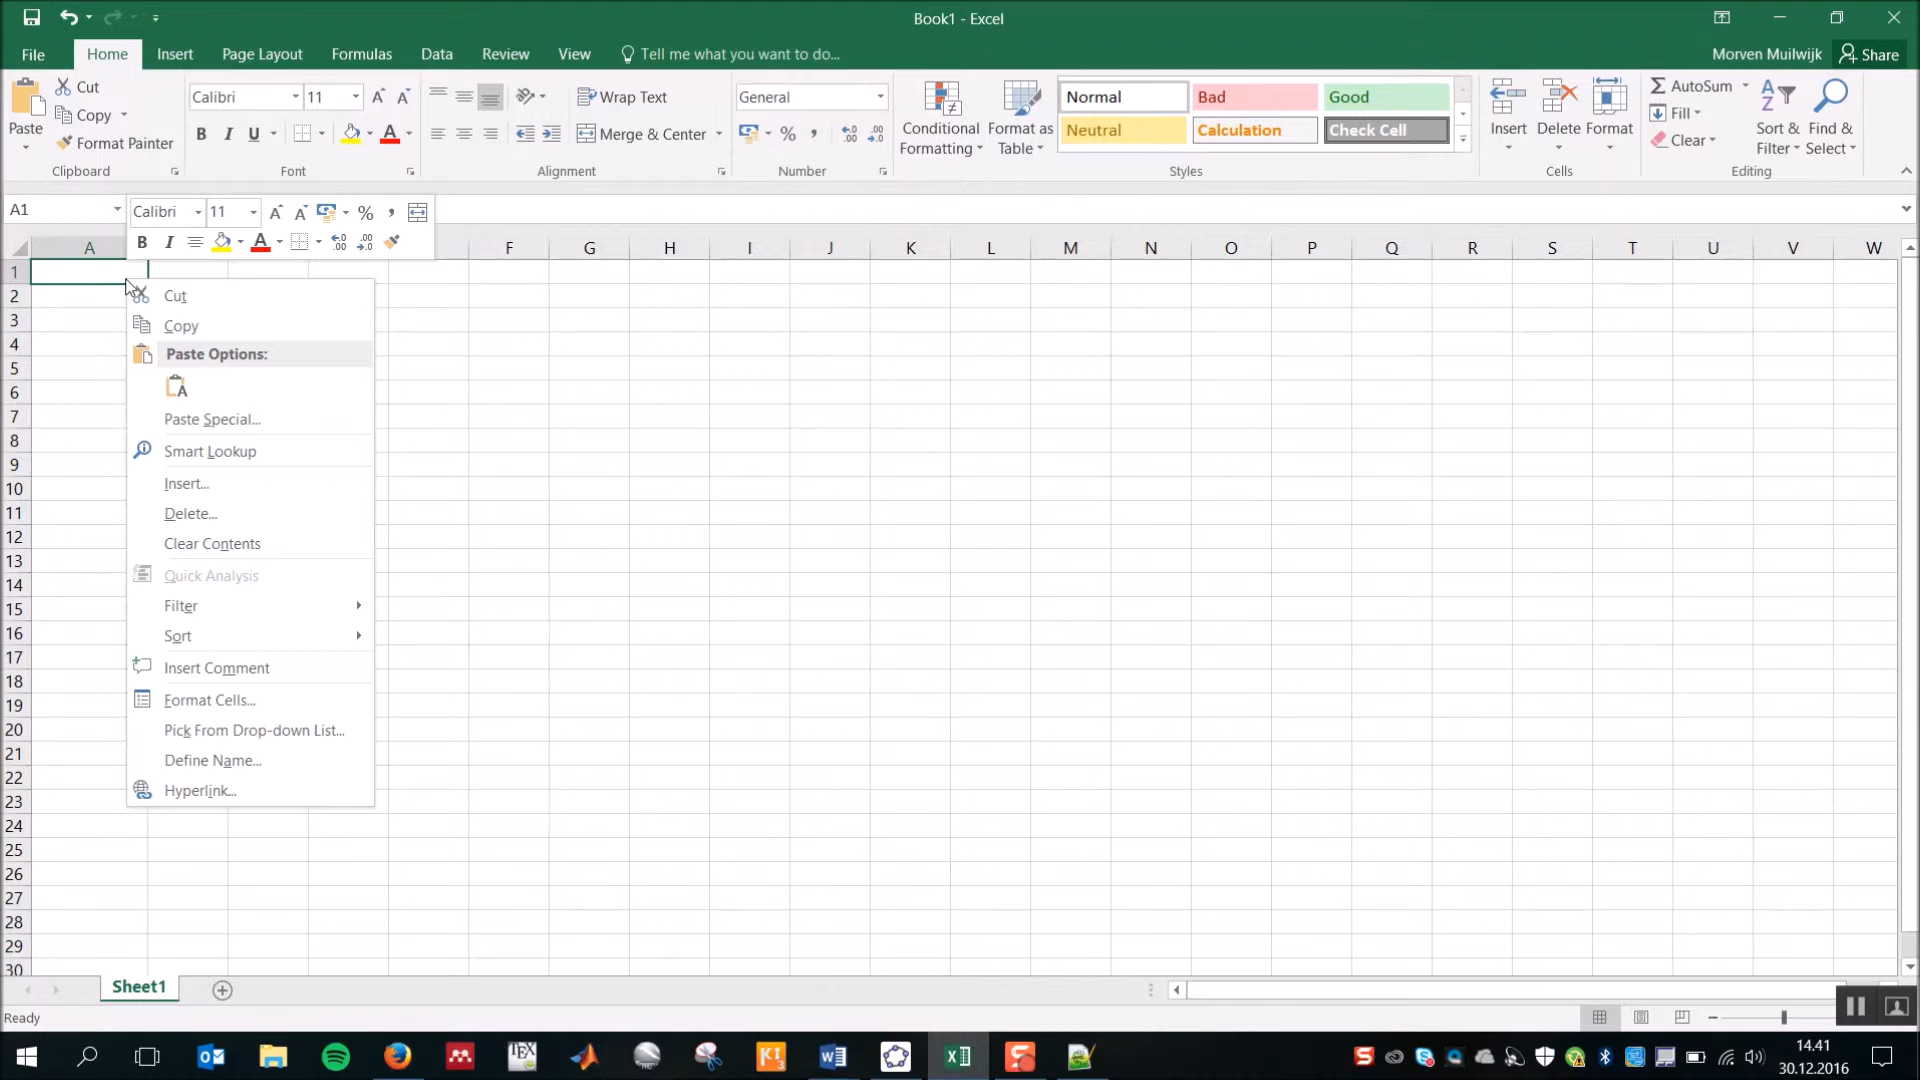 Book1 - Excel
File Home Insert Page Layout Formulas Data Review View Tell me what you want to do... Morven Muilwijk Share
Paste
Cut
Copy
Format Painter
Clipboard
Calibri 11
B I U A
Font
Wrap Text
Merge & Center
Alignment
General
%
Number
Conditional Formatting
Format as Table
Normal Bad Good
Neutral Calculation Check Cell
Styles
Insert Delete Format
Cells
AutoSum
Fill
Clear
Sort & Filter
Find & Select
Editing
A1
Calibri 11 %
B I A
A F G H I J K L M N O P Q R S T U V W
1
2
3
4
5
6
7
8
9
10
11
12
13
14
15
16
17
18
19
20
21
22
23
24
25
26
27
28
29
30
Cut
Copy
Paste Options:
Paste Special...
Smart Lookup
Insert...
Delete...
Clear Contents
Quick Analysis
Filter
Sort
Insert Comment
Format Cells...
Pick From Drop-down List...
Define Name...
Hyperlink...
Sheet1
Ready
14.41
30.12.2016